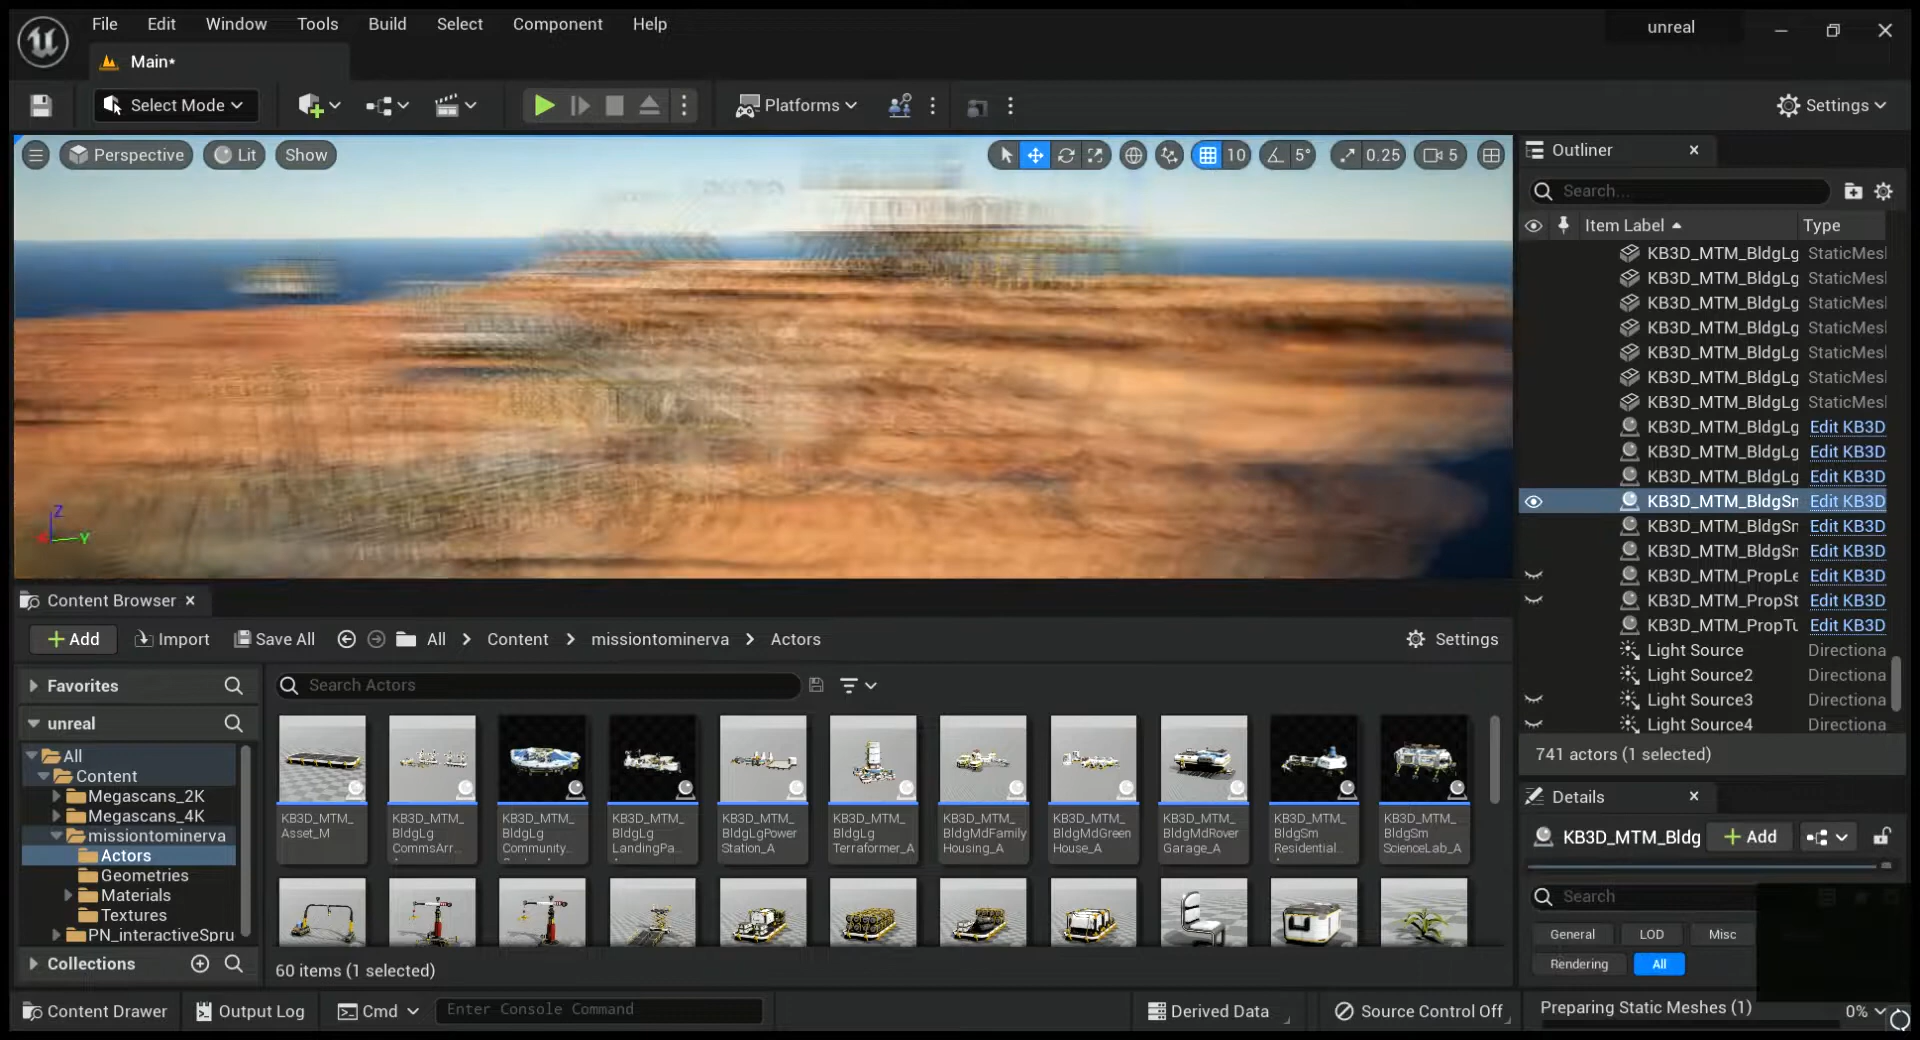 File Edit Window Tools Build Select Component Help
unreal
Main•
Select Mode
Platforms
Settings
Perspective
Lit
Show
10
5°
0.25
5
Z
Y
Outliner
Search...
Item Label Type
KB3D_MTM_BldgLg StaticMesl
KB3D_MTM_BldgLg StaticMesl
KB3D_MTM_BldgLg StaticMesl
KB3D_MTM_BldgLg StaticMesl
KB3D_MTM_BldgLg StaticMesl
KB3D_MTM_BldgLg StaticMesl
KB3D_MTM_BldgLg StaticMesl
KB3D_MTM_BldgLg Edit KB3D
KB3D_MTM_BldgLg Edit KB3D
KB3D_MTM_BldgLg Edit KB3D
KB3D_MTM_BldgSn Edit KB3D
KB3D_MTM_BldgSn Edit KB3D
KB3D_MTM_BldgSn Edit KB3D
KB3D_MTM_PropLe Edit KB3D
KB3D_MTM_PropSt Edit KB3D
KB3D_MTM_PropTu Edit KB3D
Light Source Directiona
Light Source2 Directiona
Light Source3 Directiona
Light Source4 Directiona
741 actors (1 selected)
Details
KB3D_MTM_Bldg
Add
Search
General LOD Misc
Rendering All
Content Browser
Add Import Save All All > Content > missiontominerva > Actors
Settings
Favorites
unreal
All
Content
Megascans_2K
Megascans_4K
missiontominerva
Actors
Geometries
Materials
Textures
PN_interactiveSpru
Collections
Search Actors
KB3D_MTM_
Asset_M
KB3D_MTM_
BldgLg
CommsArr...
KB3D_MTM_
BldgLg
Community...
KB3D_MTM_
BldgLg
LandingPa...
KB3D_MTM_
BldgLgPower
Station_A
KB3D_MTM_
BldgLg
Terraformer_A
KB3D_MTM_
BldgMdFamily
Housing_A
KB3D_MTM_
BldgMdGreen
House_A
KB3D_MTM_
BldgMdRover
Garage_A
KB3D_MTM_
BldgSm
Residential...
KB3D_MTM_
BldgSm
ScienceLab_A
60 items (1 selected)
Content Drawer
Output Log
Cmd
Enter Console Command
Derived Data
Source Control Off
Preparing Static Meshes (1)
0%